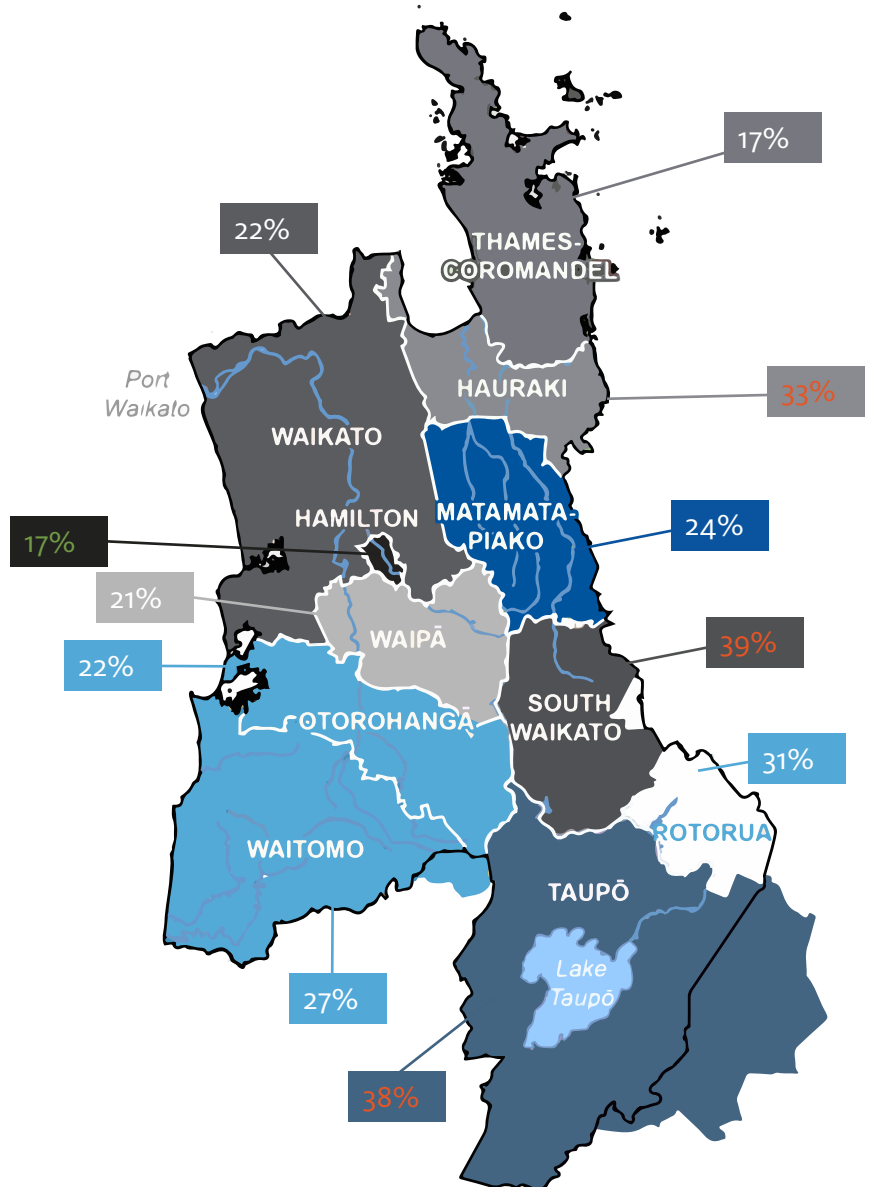 17%
22%
THAMES-
COROMANDEL
Port
Waikato
HAURAKI
33%
WAIKATO
HAMILTON
MATAMATA-
PIAKO
24%
17%
21%
WAIPĀ
39%
22%
SOUTH
WAIKATO
OTOROHANGĀ
31%
ROTORUA
WAITOMO
TAUPŌ
Lake
Taupō
27%
38%